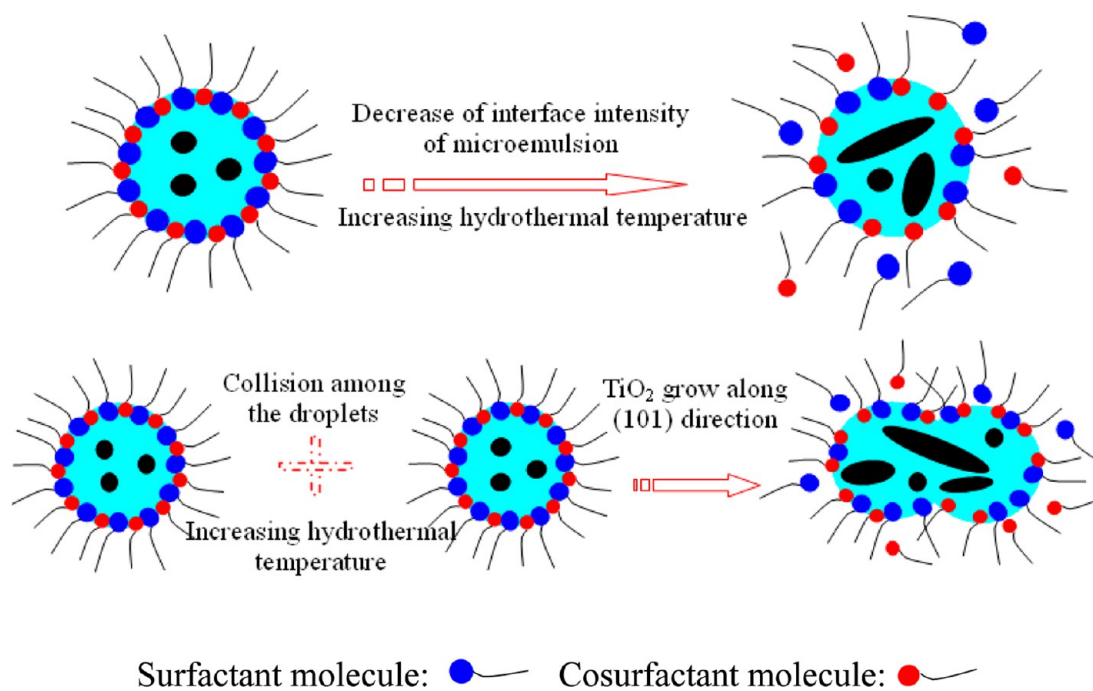 Decrease of interface intensity
of microemulsion
Increasing hydrothermal temperature
Collision among
the droplets
TiO₂ grow along
(101) direction
Increasing hydrothermal
temperature
Surfactant molecule:
Cosurfactant molecule: